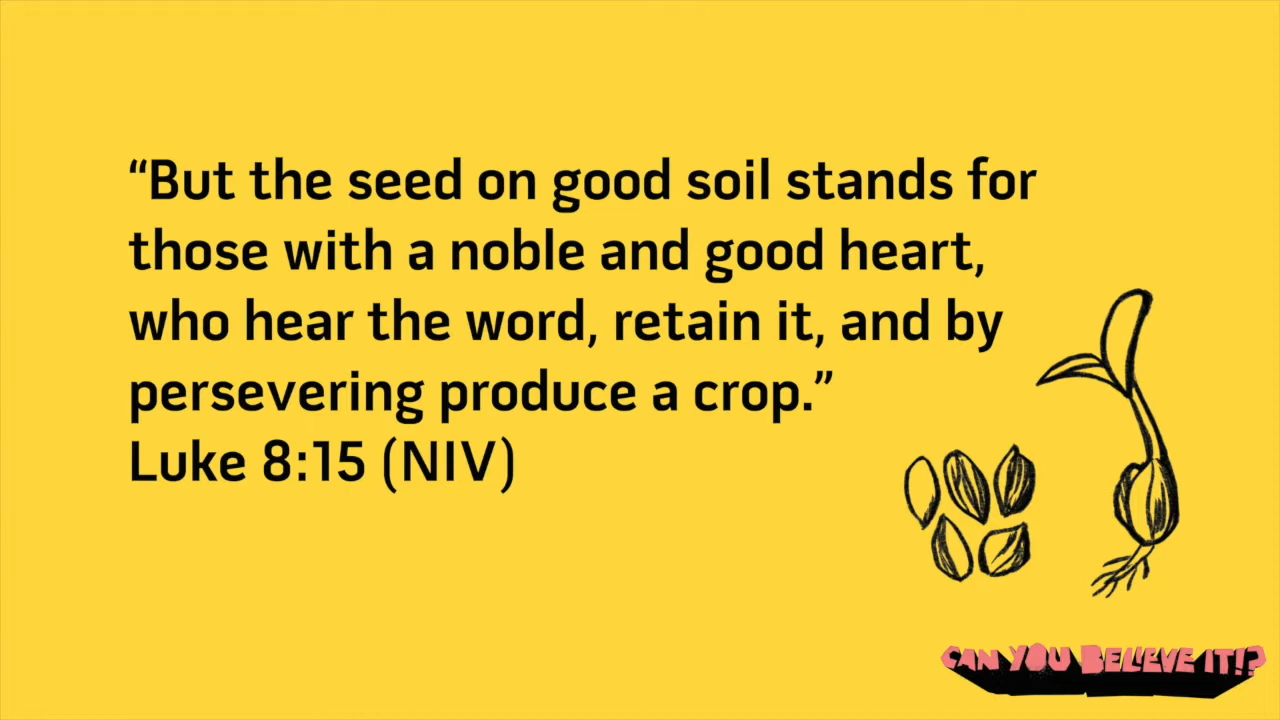 “But the seed on good soil stands for
those with a noble and good heart,
who hear the word, retain it, and by
persevering produce a crop.”
Luke 8:15 (NIV)
CAN YOU BELIEVE IT!?